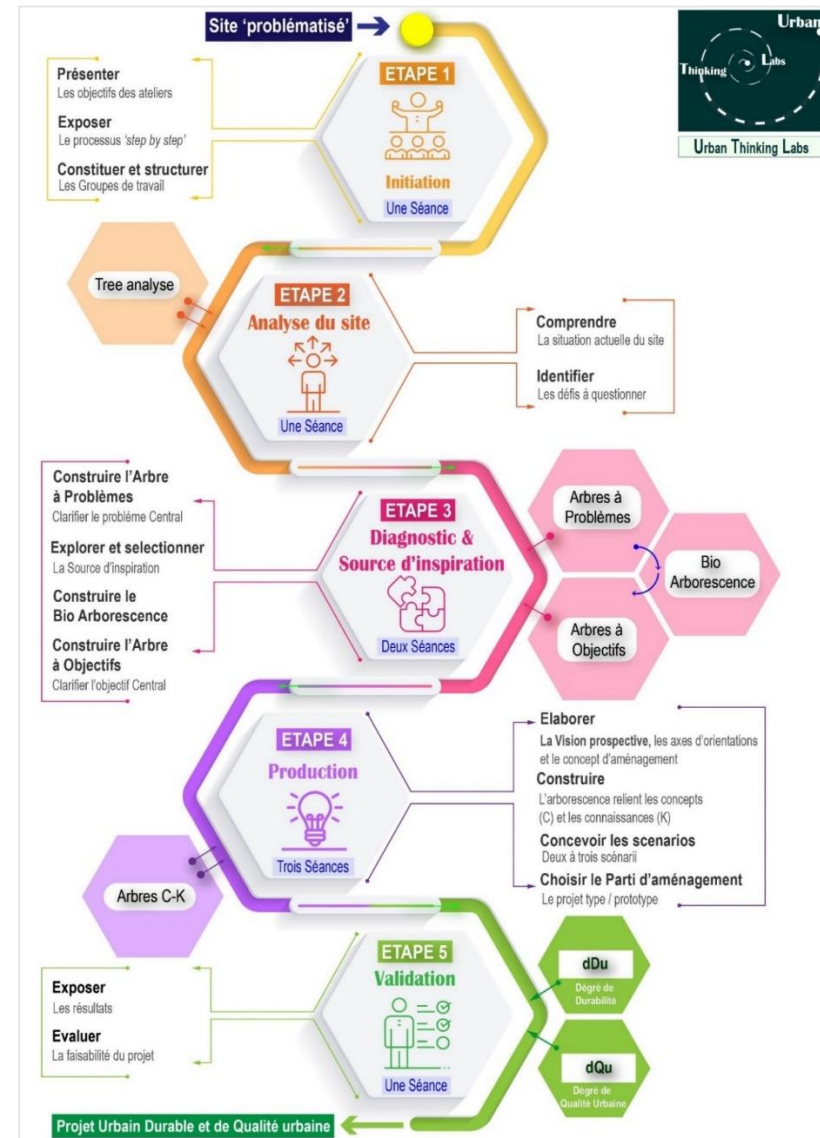 Site ‘problématisé’
Urban
Thinking Labs
Urban Thinking Labs
ETAPE 1
Initiation
Une Séance
Présenter
Les objectifs des ateliers
Exposer
Le processus ‘step by step’
Constituer et structurer
Les Groupes de travail
Tree analyse
ETAPE 2
Analyse du site
Une Séance
Comprendre
La situation actuelle du site
Identifier
Les défis à questionner
Construire l’Arbre
à Problèmes
Clarifier le problème Central
Explorer et selectionner
La Source d’inspiration
Construire le
Bio Arborescence
Construire l’Arbre
à Objectifs
Clarifier l’objectif Central
ETAPE 3
Diagnostic &
Source d’inspiration
Deux Séances
Arbres à
Problèmes
Bio
Arborescence
Arbres à
Objectifs
ETAPE 4
Production
Trois Séances
Elaborer
La Vision prospective, les axes d’orientations
et le concept d’aménagement
Construire
L’arborescence relient les concepts
(C) et les connaissances (K)
Concevoir les scenarios
Deux à trois scénarii
Choisir le Parti d’aménagement
Le projet type / prototype
Arbres C-K
ETAPE 5
Validation
Une Séance
Exposer
Les résultats
Evaluer
La faisabilité du projet
dDu
Dégré de
Durabilité
dQu
Dégré de
Qualité Urbaine
Projet Urbain Durable et de Qualité urbaine